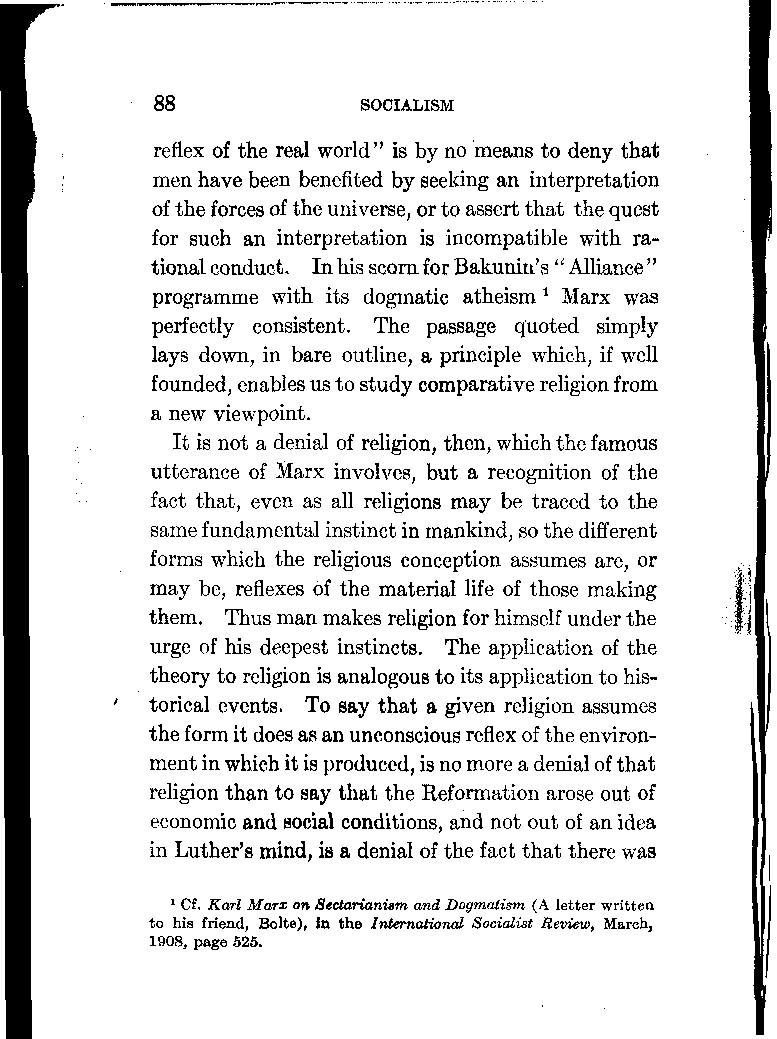 88 SOCIALISM
reflex of the real world” is by no means to deny that
men have been benefited by seeking an interpretation
of the forces of the universe, or to assert that the quest
for such an interpretation is incompatible with ra-
tional conduct. In his scorn for Bakunin’s “Alliance”
programme with its dogmatic atheism ¹ Marx was
perfectly consistent. The passage quoted simply
lays down, in bare outline, a principle which, if well
founded, enables us to study comparative religion from
a new viewpoint.
It is not a denial of religion, then, which the famous
utterance of Marx involves, but a recognition of the
fact that, even as all religions may be traced to the
same fundamental instinct in mankind, so the different
forms which the religious conception assumes are, or
may be, reflexes of the material life of those making
them. Thus man makes religion for himself under the
urge of his deepest instincts. The application of the
theory to religion is analogous to its application to his-
torical events. To say that a given religion assumes
the form it does as an unconscious reflex of the environ-
ment in which it is produced, is no more a denial of that
religion than to say that the Reformation arose out of
economic and social conditions, and not out of an idea
in Luther’s mind, is a denial of the fact that there was
¹ Cf. Karl Marx on Sectarianism and Dogmatism (A letter written
to his friend, Bolte), in the International Socialist Review, March,
1908, page 525.